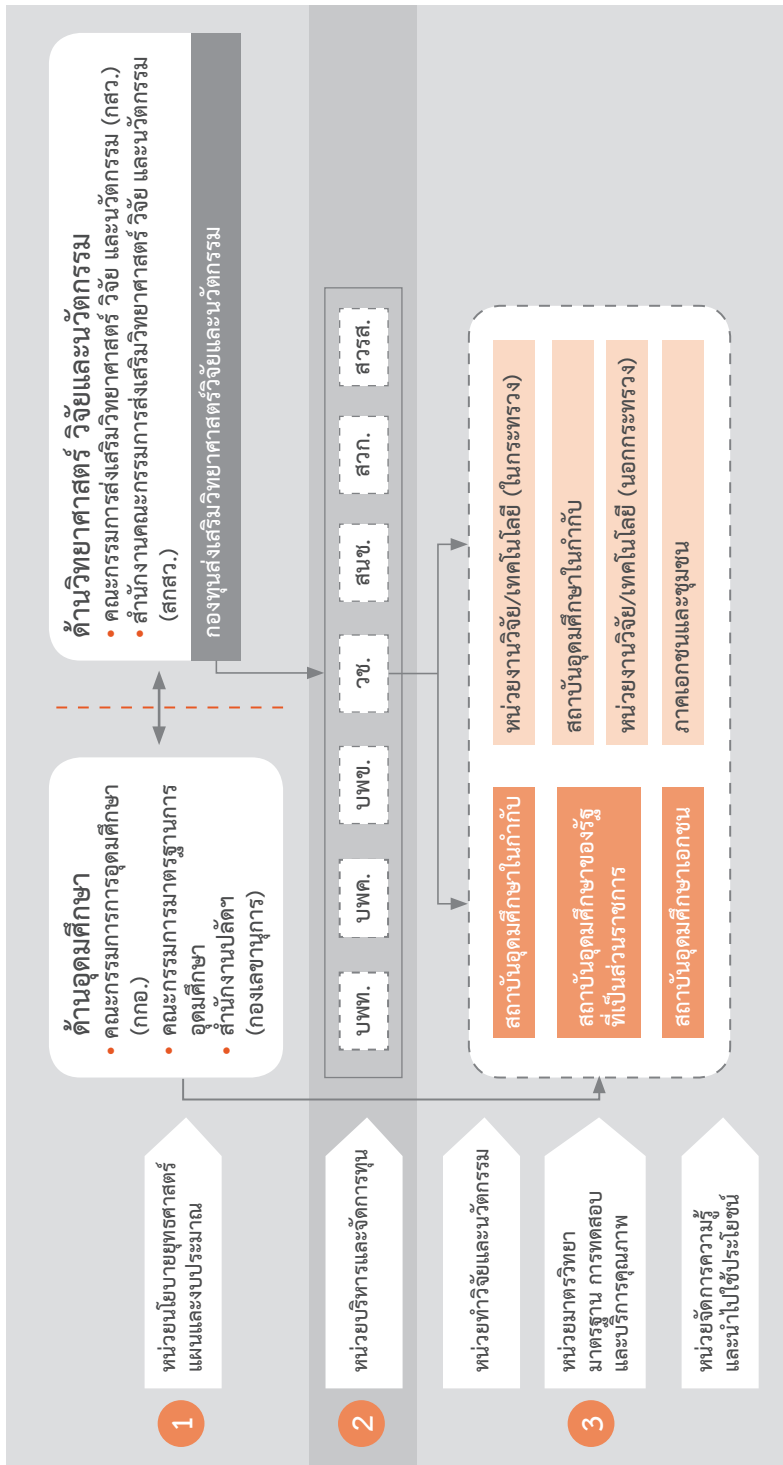 1
หน่วยนโยบายยุทธศาสตร์
แผนและงบประมาณ
ด้านอุดมศึกษา
• คณะกรรมการการอุดมศึกษา
(กกอ.)
• คณะกรรมการมาตรฐานการ
อุดมศึกษา
• สำนักงานปลัดฯ
(กองเลขานุการ)
ด้านวิทยาศาสตร์ วิจัยและนวัตกรรม
• คณะกรรมการส่งเสริมวิทยาศาสตร์ วิจัย และนวัตกรรม (กสว.)
• สำนักงานคณะกรรมการส่งเสริมวิทยาศาสตร์ วิจัย และนวัตกรรม
(สกสว.)
กองทุนส่งเสริมวิทยาศาสตร์วิจัยและนวัตกรรม
2
หน่วยบริหารและจัดการทุน
บพท.
บพค.
บพข.
วช.
สนช.
สวก.
สวรส.
3
หน่วยทำวิจัยและนวัตกรรม
หน่วยมาตรวิทยา
มาตรฐาน การทดสอบ
และบริการคุณภาพ
หน่วยจัดการความรู้
และนำไปใช้ประโยชน์
สถาบันอุดมศึกษาในกำกับ
สถาบันอุดมศึกษาของรัฐ
ที่เป็นส่วนราชการ
สถาบันอุดมศึกษาเอกชน
หน่วยงานวิจัย/เทคโนโลยี (ในกระทรวง)
สถาบันอุดมศึกษาในกำกับ
หน่วยงานวิจัย/เทคโนโลยี (นอกกระทรวง)
ภาคเอกชนและชุมชน